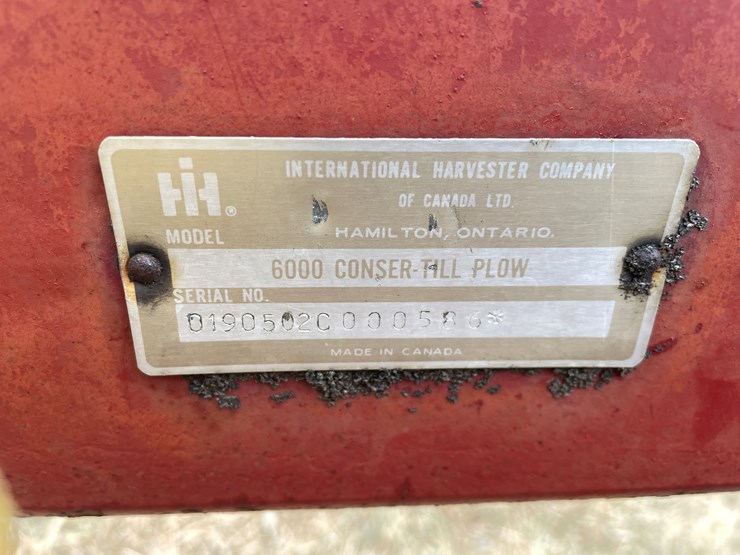 IH®
INTERNATIONAL HARVESTER COMPANY
OF CANADA LTD.
HAMILTON, ONTARIO.
MODEL
6000 CONSER-TILL PLOW
SERIAL NO.
0190502C000586*
MADE IN CANADA